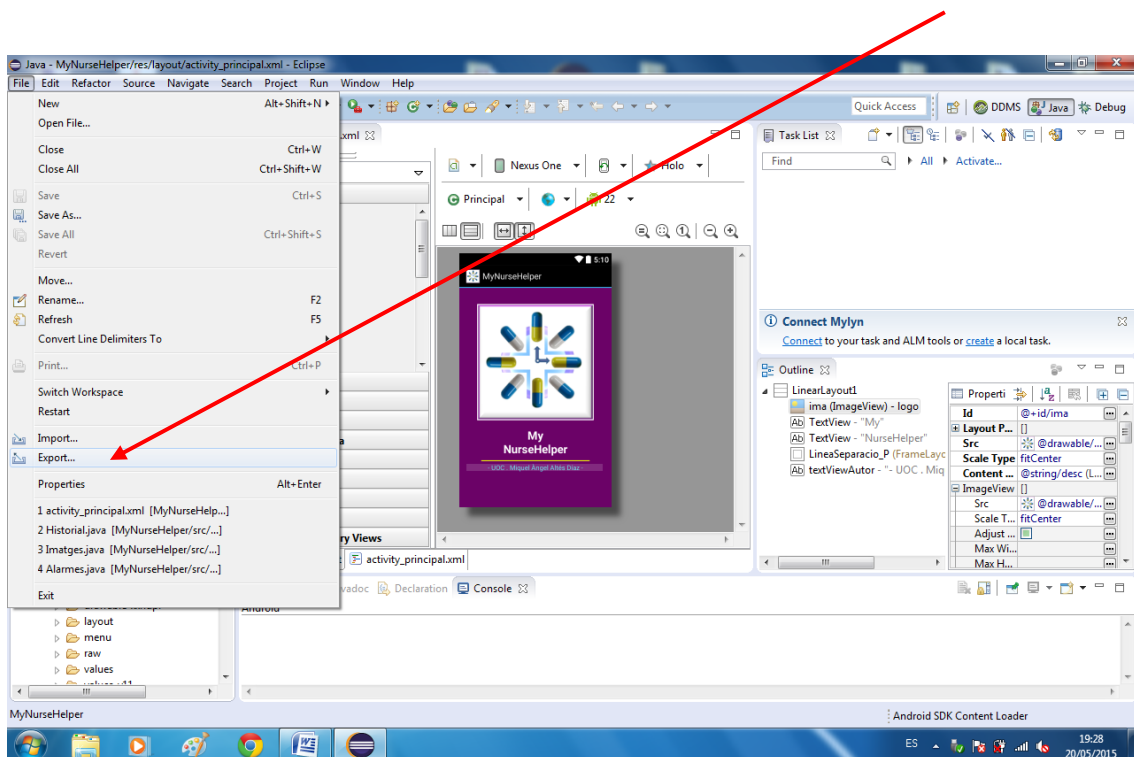 Java - MyNurseHelper/res/layout/activity_principal.xml - Eclipse
File Edit Refactor Source Navigate Search Project Run Window Help
New Alt+Shift+N
Open File...
Close Ctrl+W
Close All Ctrl+Shift+W
Save Ctrl+S
Save As...
Save All Ctrl+Shift+S
Revert
Move...
Rename... F2
Refresh F5
Convert Line Delimiters To
Print... Ctrl+P
Switch Workspace
Restart
Import...
Export...
Properties Alt+Enter
1 activity_principal.xml [MyNurseHelp...]
2 Historial.java [MyNurseHelper/src/...]
3 Imatges.java [MyNurseHelper/src/...]
4 Alarmes.java [MyNurseHelper/src/...]
Exit
layout
menu
raw
values
.xml
Nexus One Holo
Principal 22
5:10
MyNurseHelper
My
NurseHelper
- UOC . Miquel Àngel Altés Díaz -
ry Views
activity_principal.xml
vadoc Declaration Console
Android
Quick Access DDMS Java Debug
Task List
Find All Activate...
Connect Mylyn
Connect to your task and ALM tools or create a local task.
Outline
LinearLayout1
ima (ImageView) - logo
Ab TextView - "My"
Ab TextView - "NurseHelper"
LineaSeparacio_P (FrameLayc
Ab textViewAutor - "- UOC . Miq
Properti
Id @+id/ima
Layout P... []
Src @drawable/...
Scale Type fitCenter
Content ... @string/desc (L...
ImageView []
Src @drawable/...
Scale T... fitCenter
Adjust ...
Max Wi...
Max H...
MyNurseHelper Android SDK Content Loader
ES 19:28
20/05/2015